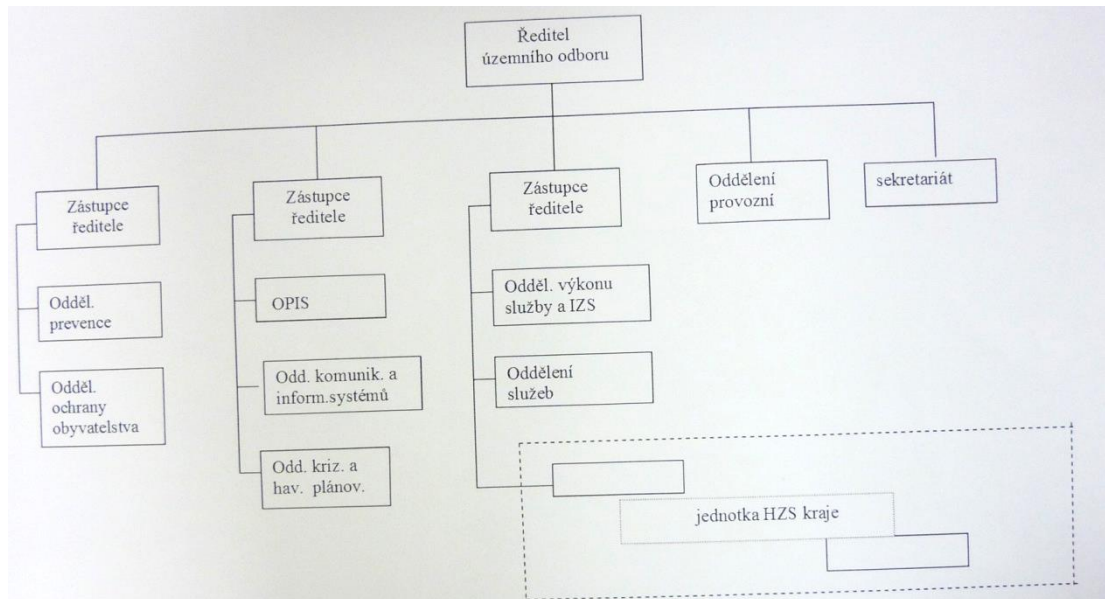 Ředitel
územního odboru
Zástupce
ředitele
Odděl.
prevence
Odděl.
ochrany
obyvatelstva
Zástupce
ředitele
OPIS
Odd. komunik. a
inform.systémů
Odd. kriz. a
hav. plánov.
Zástupce
ředitele
Odděl. výkonu
služby a IZS
Oddělení
služeb
jednotka HZS kraje
Oddělení
provozní
sekretariát